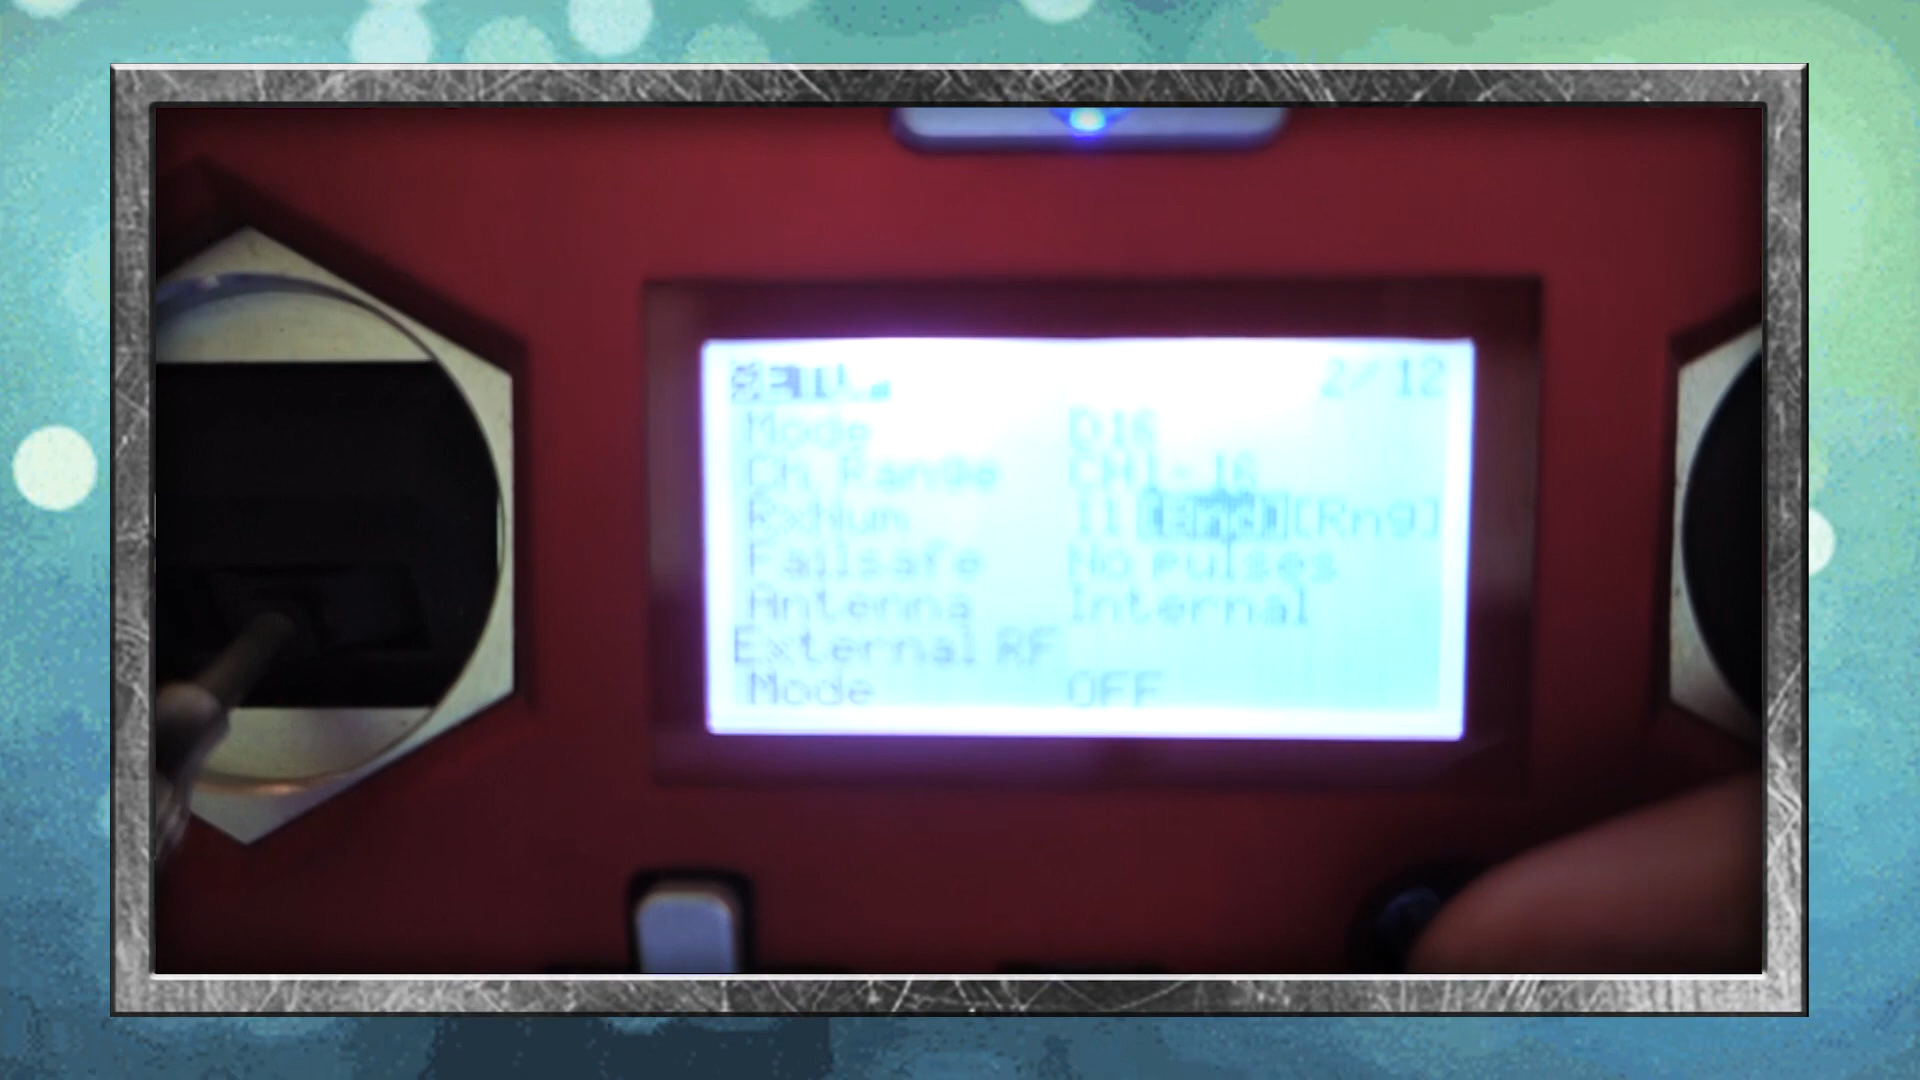 2/12
Mode D16
Ch. Range CH1-16
RxNum 11 [Bnd][Rng]
Failsafe No pulses
Antenna Internal
External RF
Mode OFF